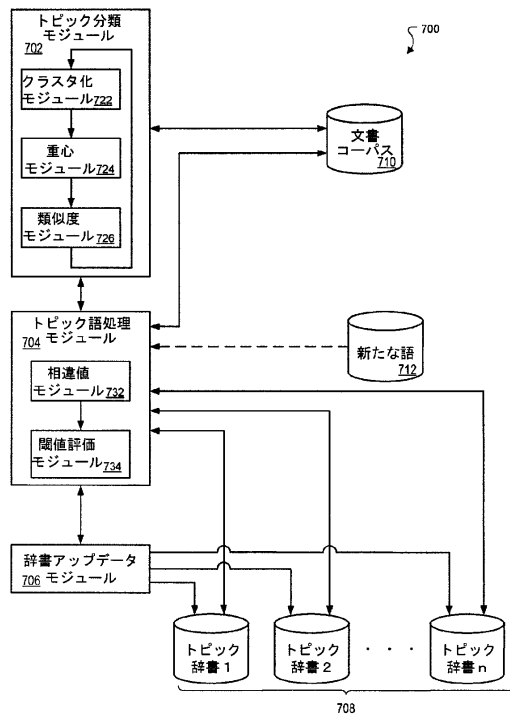 トピック分類
モジュール
702
クラスタ化
モジュール722
重心
モジュール
724
類似度
モジュール
726
700
文書
コーパス
710
トピック語処理
704 モジュール
相違値
モジュール732
閾値評価
モジュール734
新たな語
712
辞書アップデータ
706 モジュール
トピック
辞書1
トピック
辞書2
・・・
トピック
辞書n
708